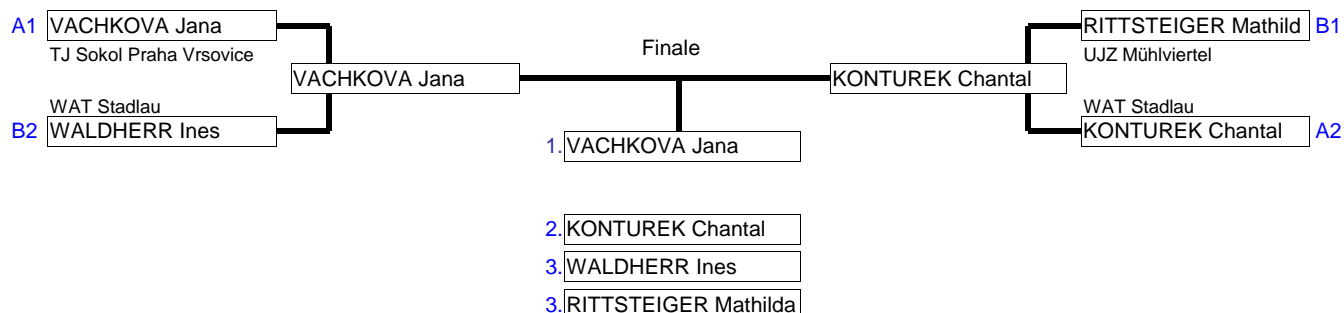 A1 VACHKOVA Jana
TJ Sokol Praha Vrsovice
VACHKOVA Jana
WAT Stadlau
B2 WALDHERR Ines
Finale
RITTSTEIGER Mathild B1
UJZ Mühlviertel
KONTUREK Chantal
WAT Stadlau
KONTUREK Chantal A2
1. VACHKOVA Jana
2. KONTUREK Chantal
3. WALDHERR Ines
3. RITTSTEIGER Mathilda